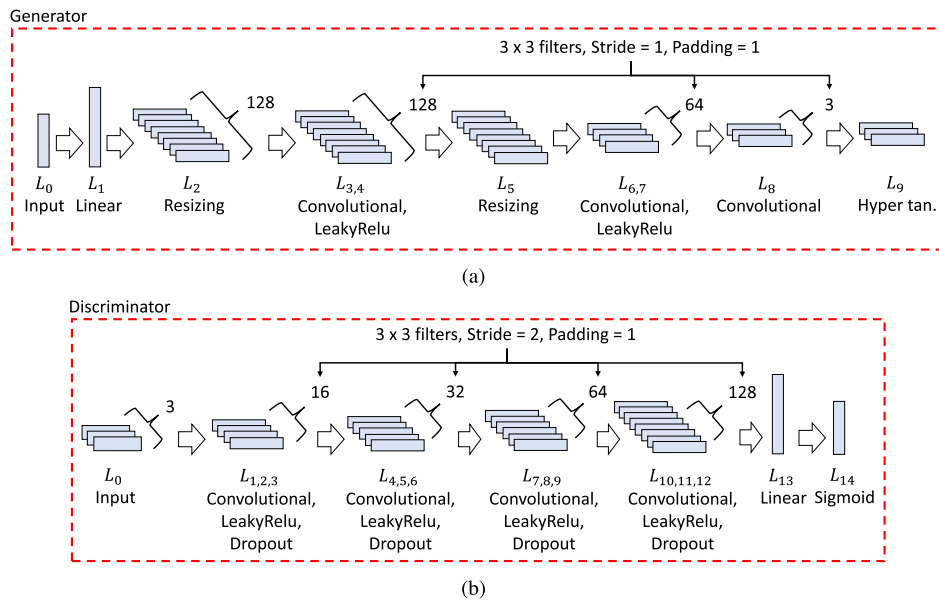 Generator
3 x 3 filters, Stride = 1, Padding = 1
128
128
64
3
L₀
L₁
L₂
L₃,₄
L₅
L₆,₇
L₈
L₉
Input
Linear
Resizing
Convolutional,
LeakyRelu
Resizing
Convolutional,
LeakyRelu
Convolutional
Hyper tan.
(a)
Discriminator
3 x 3 filters, Stride = 2, Padding = 1
3
16
32
64
128
L₀
Input
L₁,₂,₃
Convolutional,
LeakyRelu,
Dropout
L₄,₅,₆
Convolutional,
LeakyRelu,
Dropout
L₇,₈,₉
Convolutional,
LeakyRelu,
Dropout
L₁₀,₁₁,₁₂
Convolutional,
LeakyRelu,
Dropout
L₁₃
Linear
L₁₄
Sigmoid
(b)